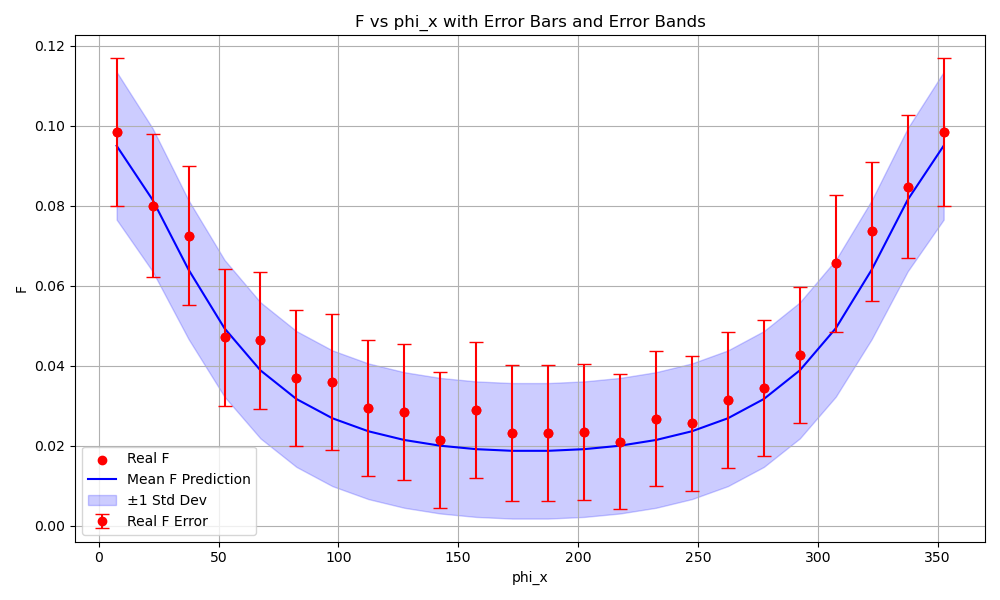 F vs phi_x with Error Bars and Error Bands
0.12
0.10
0.08
0.06
0.04
0.02
0.00
F
Real F
Mean F Prediction
±1 Std Dev
Real F Error
0 50 100 150 200 250 300 350
phi_x